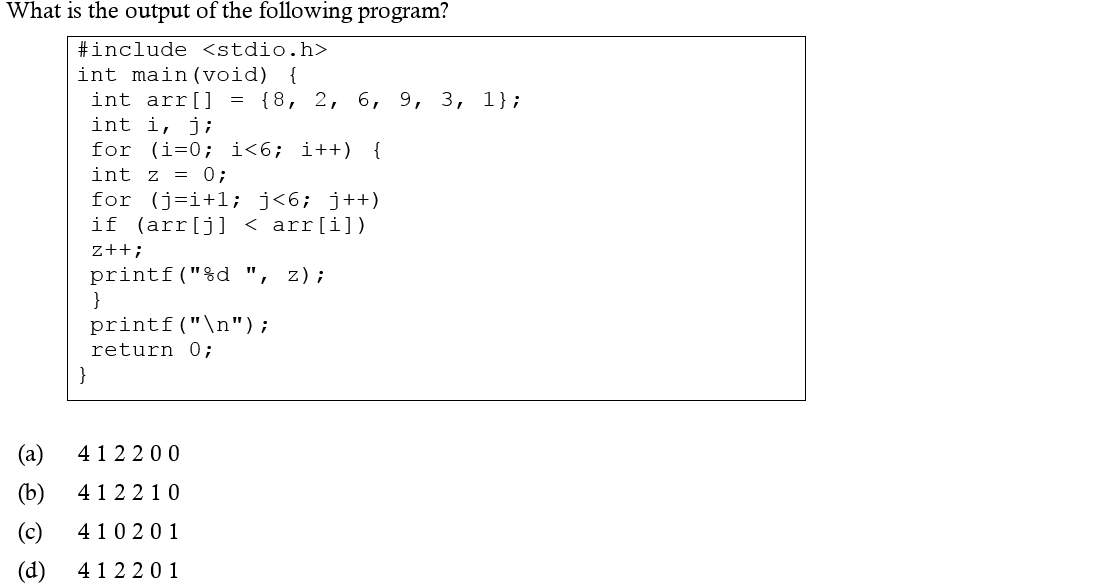 What is the output of the following program?
#include <stdio.h>
int main(void) {
int arr[] = {8, 2, 6, 9, 3, 1};
int i, j;
for (i=0; i<6; i++) {
int z = 0;
for (j=i+1; j<6; j++)
if (arr[j] < arr[i])
z++;
printf("%d ", z);
}
printf("\n");
return 0;
}
(a) 4 1 2 2 0 0
(b) 4 1 2 2 1 0
(c) 4 1 0 2 0 1
(d) 4 1 2 2 0 1